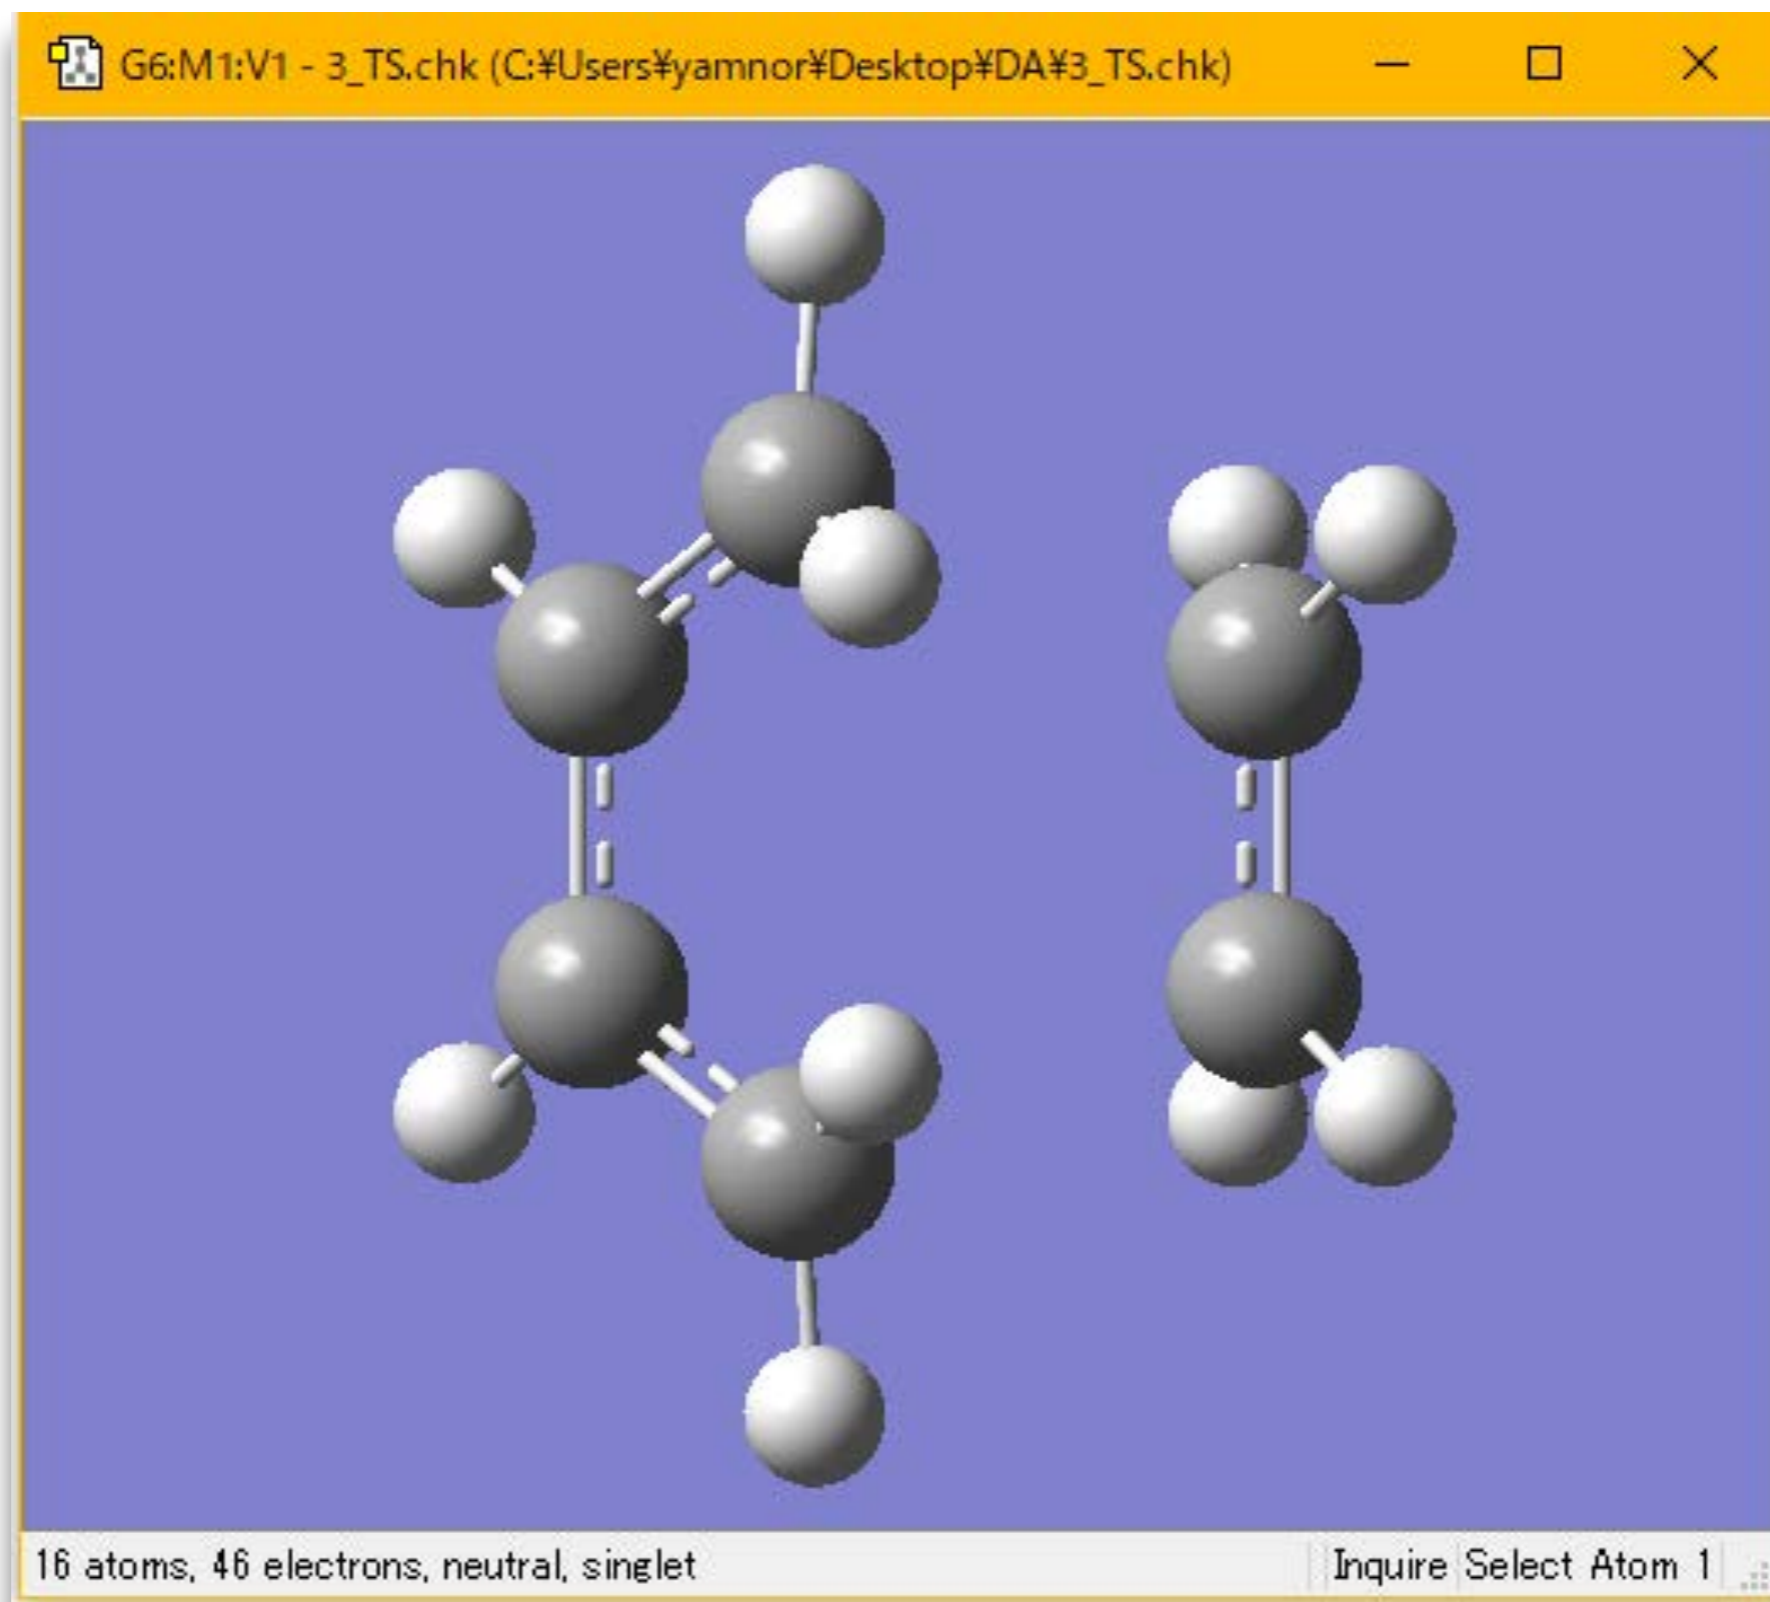 G6:M1:V1 - 3_TS.chk (C:¥Users¥yamnor¥Desktop¥DA¥3_TS.chk)
16 atoms, 46 electrons, neutral, singlet Inquire Select Atom 1